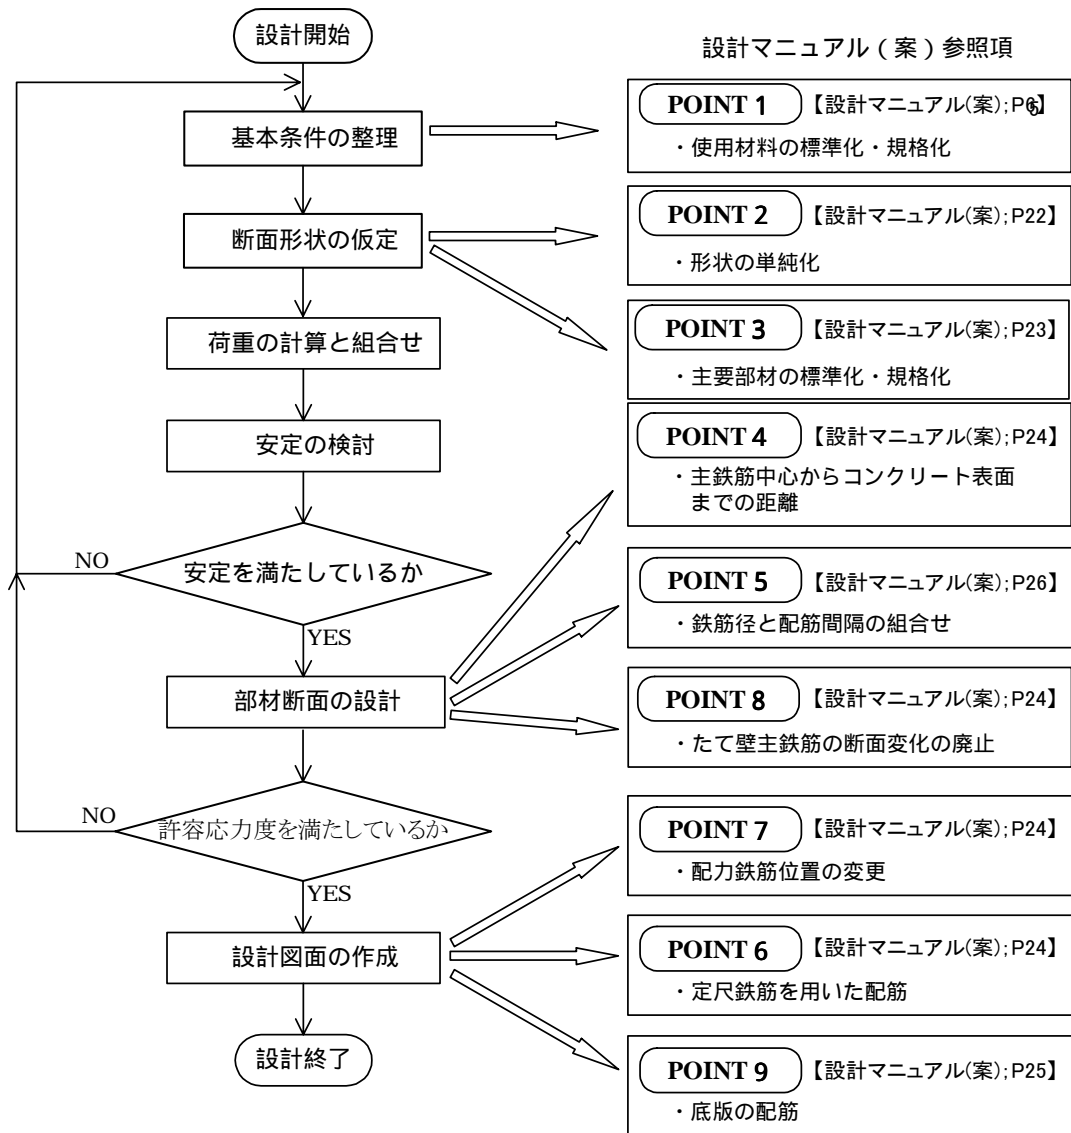 設計開始
基本条件の整理
断面形状の仮定
荷重の計算と組合せ
安定の検討
安定を満たしているか
NO
YES
部材断面の設計
許容応力度を満たしているか
NO
YES
設計図面の作成
設計終了
設計マニュアル(案)参照項
POINT 1 【設計マニュアル(案);
・使用材料の標準化・規格化
POINT 2 【設計マニュアル(案);P22】
・形状の単純化
POINT 3 【設計マニュアル(案);P23】
・主要部材の標準化・規格化
POINT 4 【設計マニュアル(案);P24】
・主鉄筋中心からコンクリート表面
までの距離
POINT 5 【設計マニュアル(案);P26】
・鉄筋径と配筋間隔の組合せ
POINT 8 【設計マニュアル(案);P24】
・たて壁主鉄筋の断面変化の廃止
POINT 7 【設計マニュアル(案);P24】
・配力鉄筋位置の変更
POINT 6 【設計マニュアル(案);P24】
・定尺鉄筋を用いた配筋
POINT 9 【設計マニュアル(案);P25】
・底版の配筋